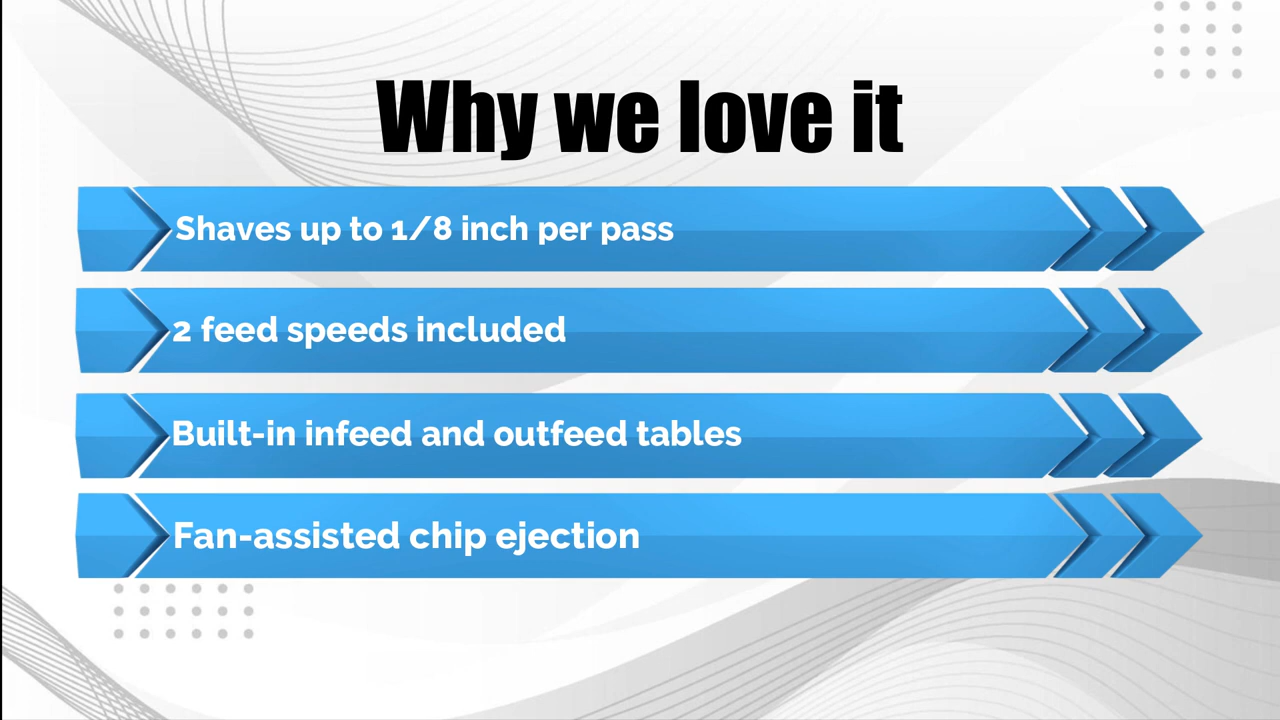 Why we love it
Shaves up to 1/8 inch per pass
2 feed speeds included
Built-in infeed and outfeed tables
Fan-assisted chip ejection